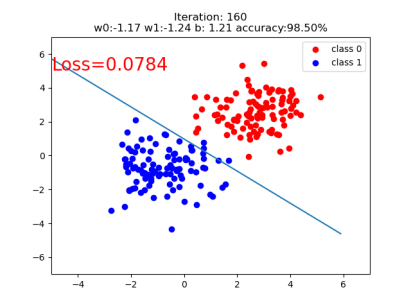 Iteration: 160
w0:-1.17 w1:-1.24 b: 1.21 accuracy:98.50%
Loss=0.0784
class 0
class 1
6
4
2
0
−2
−4
−6
−4 −2 0 2 4 6